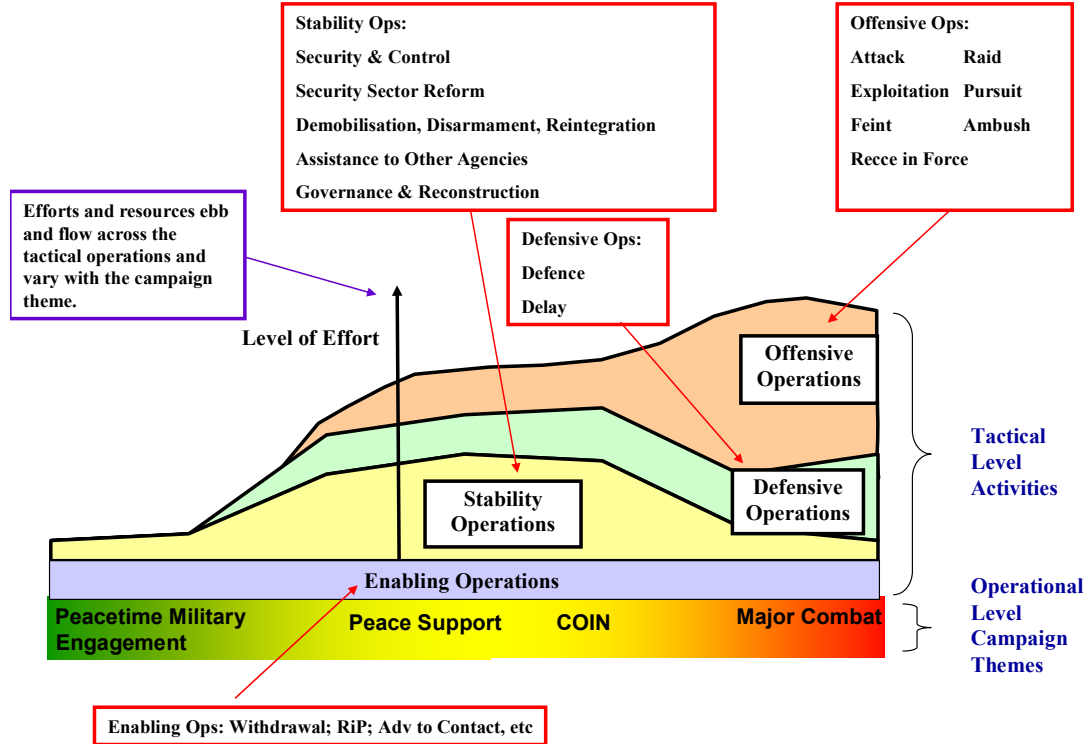 Stability Ops:
Security & Control
Security Sector Reform
Demobilisation, Disarmament, Reintegration
Assistance to Other Agencies
Governance & Reconstruction
Offensive Ops:
Attack Raid
Exploitation Pursuit
Feint Ambush
Recce in Force
Efforts and resources ebb
and flow across the
tactical operations and
vary with the campaign
theme.
Defensive Ops:
Defence
Delay
Level of Effort
Offensive
Operations
Stability
Operations
Defensive
Operations
Tactical
Level
Activities
Enabling Operations
Peacetime Military
Engagement
Peace Support
COIN
Major Combat
Operational
Level
Campaign
Themes
Enabling Ops: Withdrawal; RiP; Adv to Contact, etc